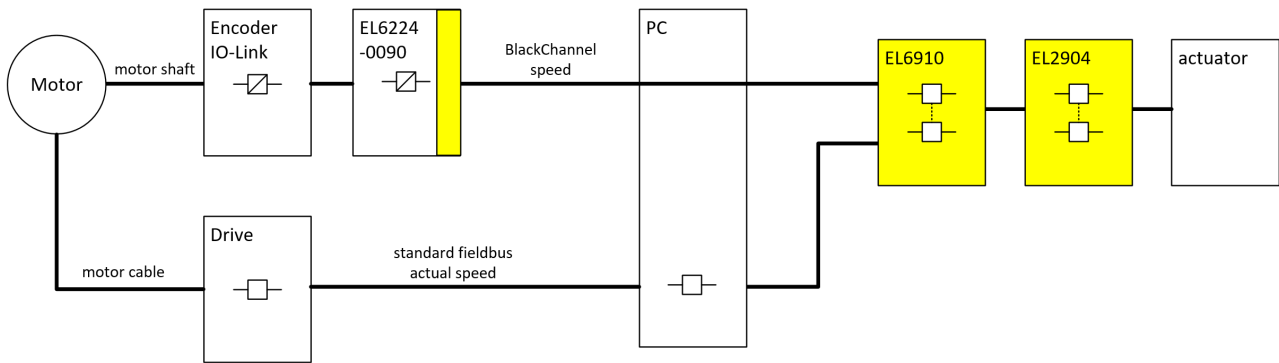 Encoder
IO-Link
EL6224
-0090
PC
BlackChannel
speed
EL6910
EL2904
actuator
motor shaft
Motor
Drive
standard fieldbus
actual speed
motor cable